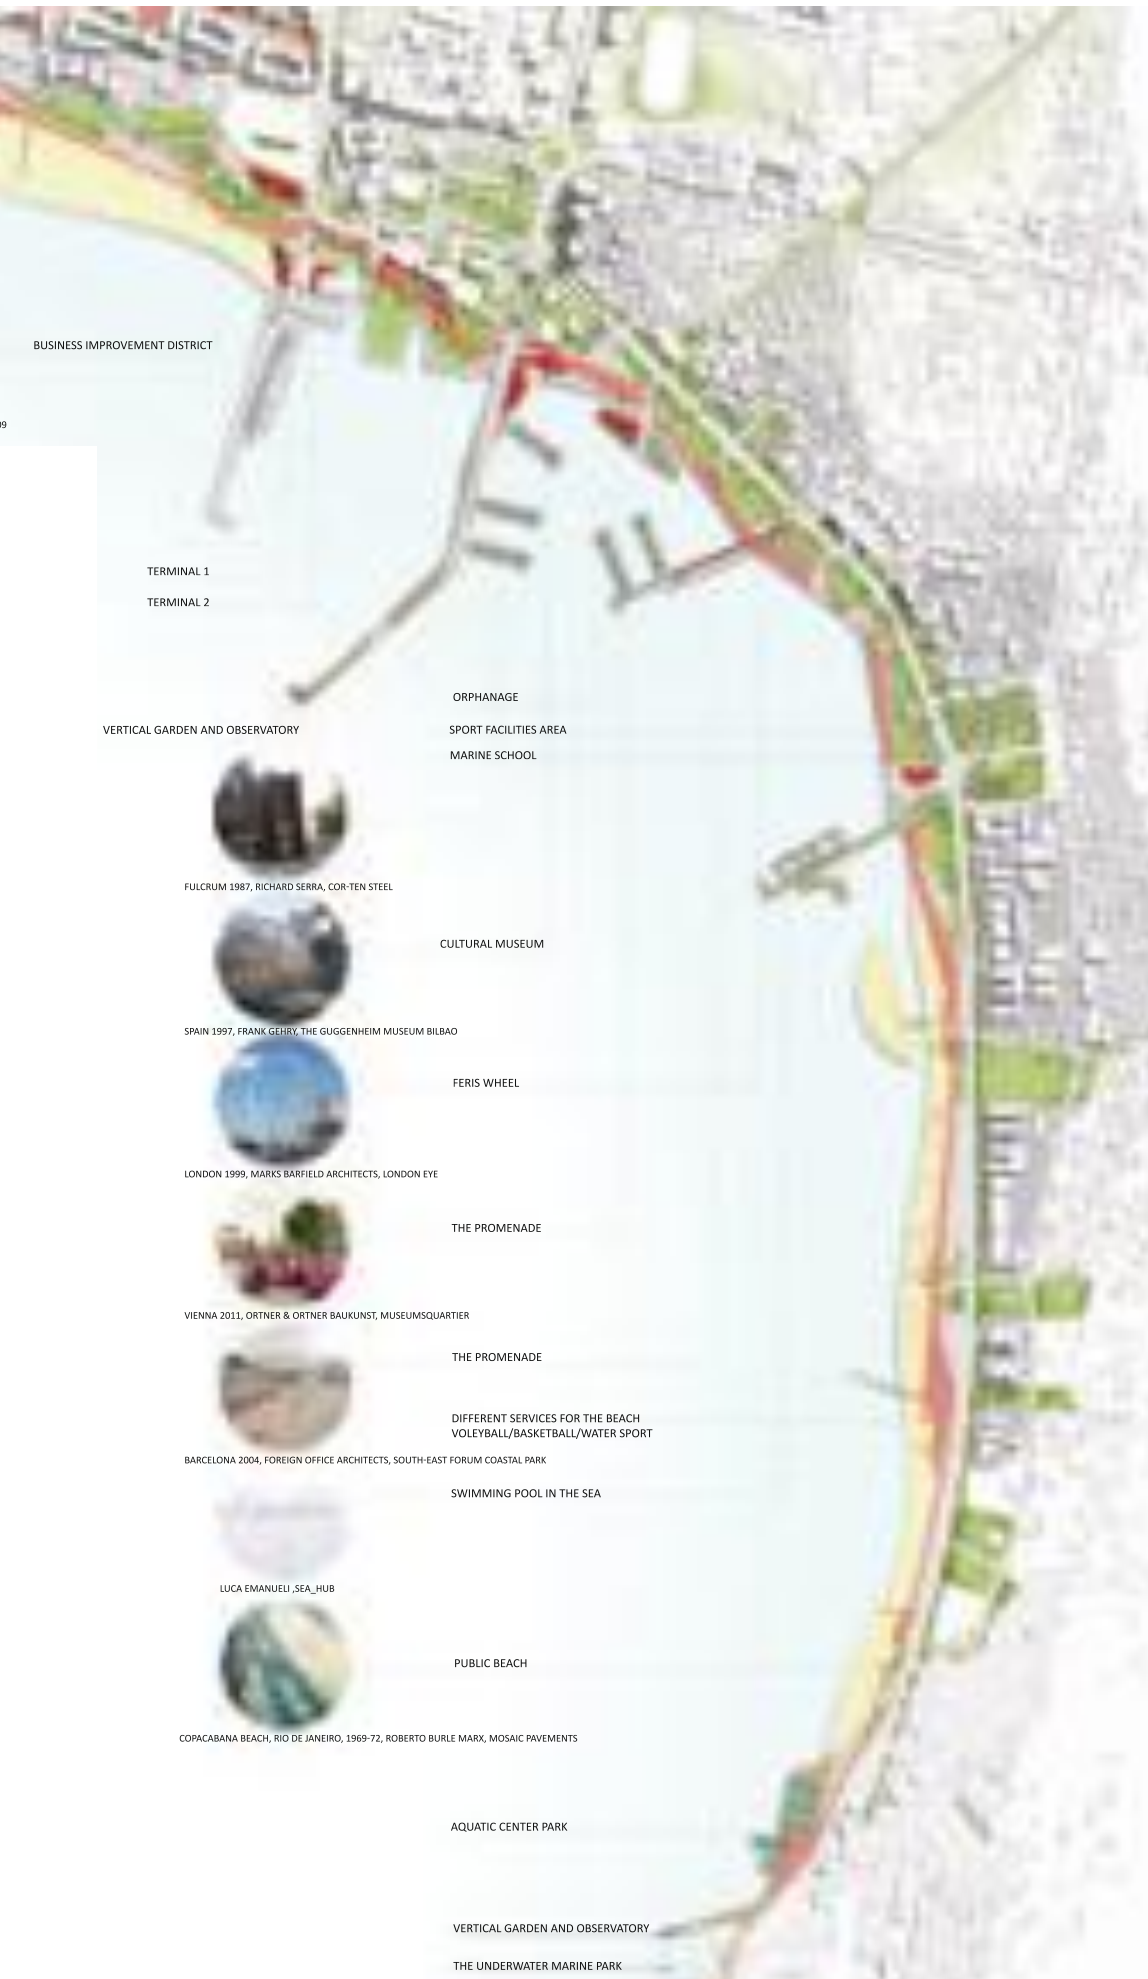 BUSINESS IMPROVEMENT DISTRICT
09
TERMINAL 1
TERMINAL 2
ORPHANAGE
VERTICAL GARDEN AND OBSERVATORY
SPORT FACILITIES AREA
MARINE SCHOOL
FULCRUM 1987, RICHARD SERRA, COR-TEN STEEL
CULTURAL MUSEUM
SPAIN 1997, FRANK GEHRY, THE GUGGENHEIM MUSEUM BILBAO
FERIS WHEEL
LONDON 1999, MARKS BARFIELD ARCHITECTS, LONDON EYE
THE PROMENADE
VIENNA 2011, ORTNER & ORTNER BAUKUNST, MUSEUMSQUARTIER
THE PROMENADE
DIFFERENT SERVICES FOR THE BEACH
VOLEYBALL/BASKETBALL/WATER SPORT
BARCELONA 2004, FOREIGN OFFICE ARCHITECTS, SOUTH-EAST FORUM COASTAL PARK
SWIMMING POOL IN THE SEA
LUCA EMANUELI ,SEA_HUB
PUBLIC BEACH
COPACABANA BEACH, RIO DE JANEIRO, 1969-72, ROBERTO BURLE MARX, MOSAIC PAVEMENTS
AQUATIC CENTER PARK
VERTICAL GARDEN AND OBSERVATORY
THE UNDERWATER MARINE PARK